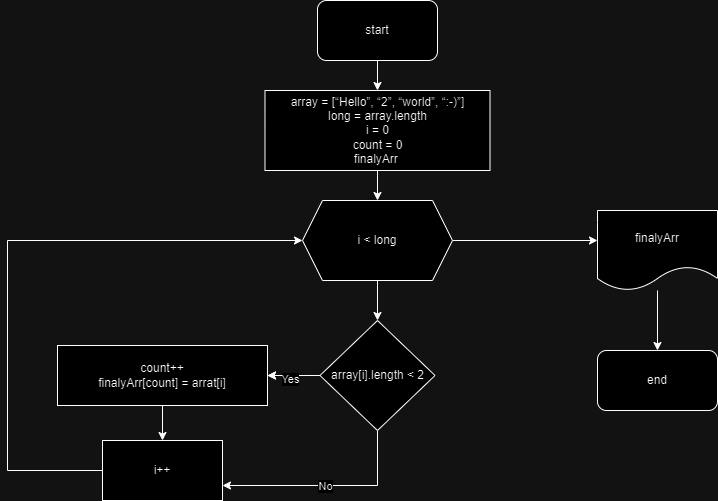 start
array = [“Hello”, “2”, “world”, “:-)”]
long = array.length
i = 0
count = 0
finalyArr
i < long
finalyArr
count++
finalyArr[count] = arrat[i]
Yes
array[i].length < 2
end
i++
No